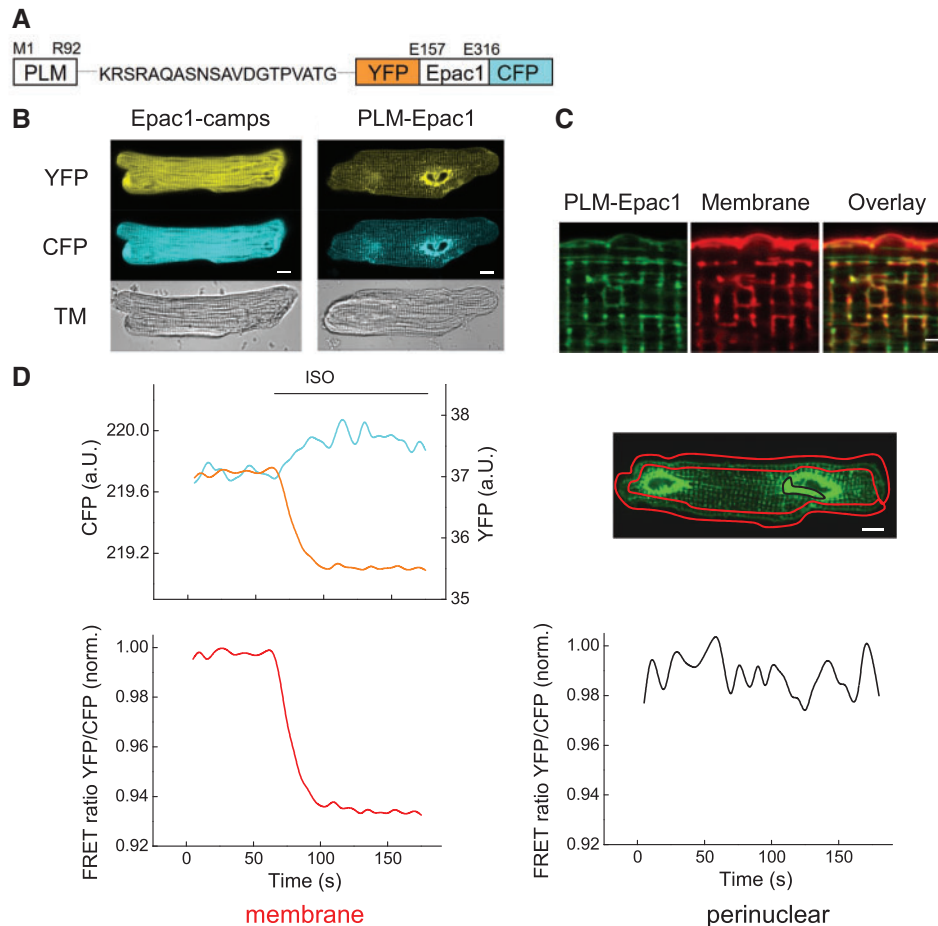 A
M1 R92 E157 E316
PLM KRSRAQASNSAVDGTPVATG YFP Epac1 CFP
B
Epac1-camps PLM-Epac1
YFP
CFP
TM
C
PLM-Epac1 Membrane Overlay
D
ISO
CFP (a.U.)
220.0
219.6
219.2
YFP (a.U.)
38
37
36
35
FRET ratio YFP/CFP (norm.)
1.00
0.98
0.96
0.94
0.92
0 50 100 150
Time (s)
membrane
FRET ratio YFP/CFP (norm.)
1.00
0.98
0.96
0.94
0.92
0 50 100 150
Time (s)
perinuclear